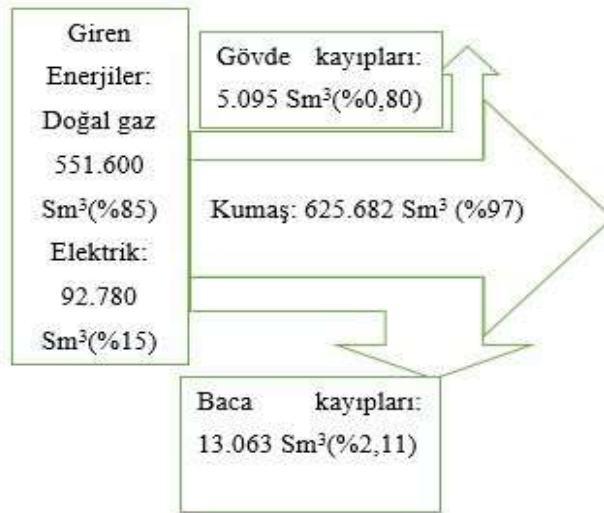 Giren
Enerjiler:
Doğal gaz
551.600
Sm³(%85)
Elektrik:
92.780
Sm³(%15)
Gövde kayıpları:
5.095 Sm³(%0,80)
Kumaş: 625.682 Sm³ (%97)
Baca kayıpları:
13.063 Sm³(%2,11)